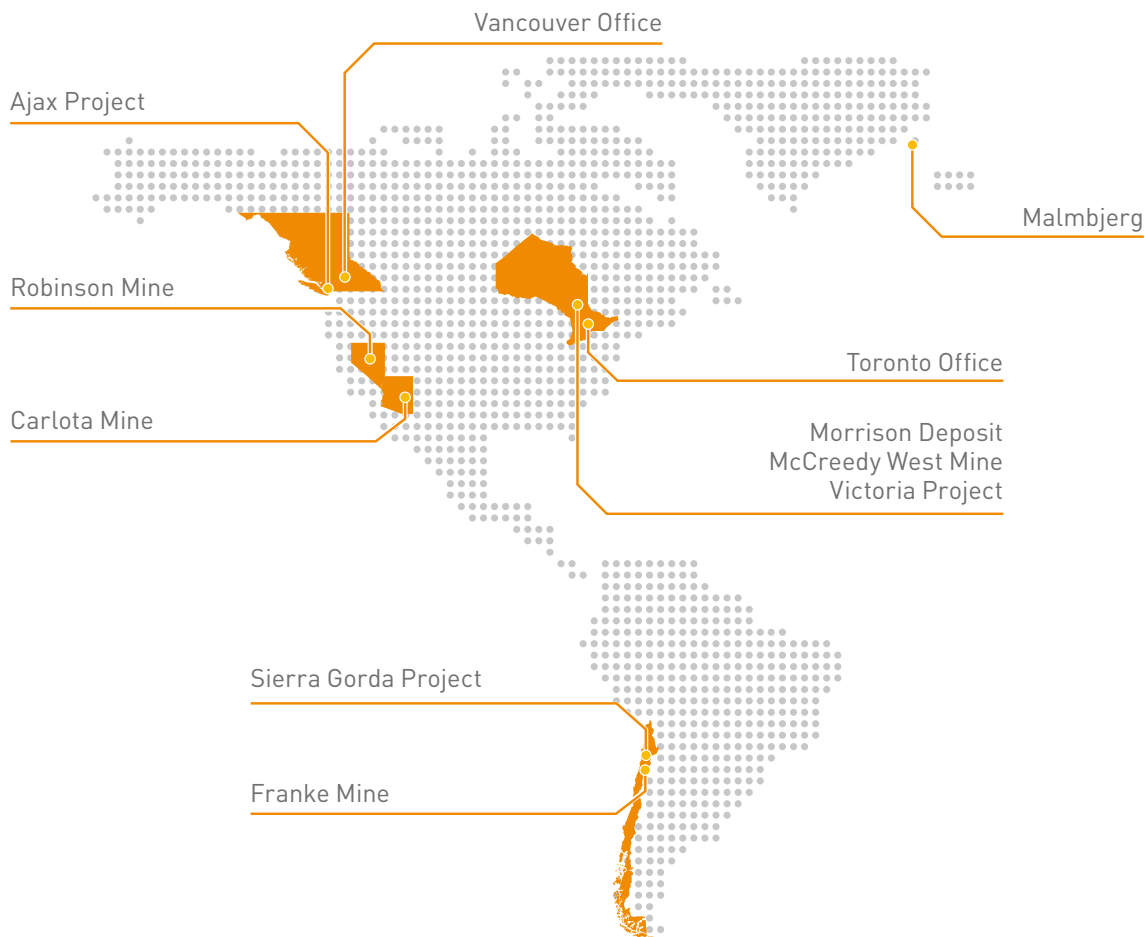 Vancouver Office
Ajax Project
Malmbjerg
Robinson Mine
Toronto Office
Carlota Mine
Morrison Deposit
McCreedy West Mine
Victoria Project
Sierra Gorda Project
Franke Mine